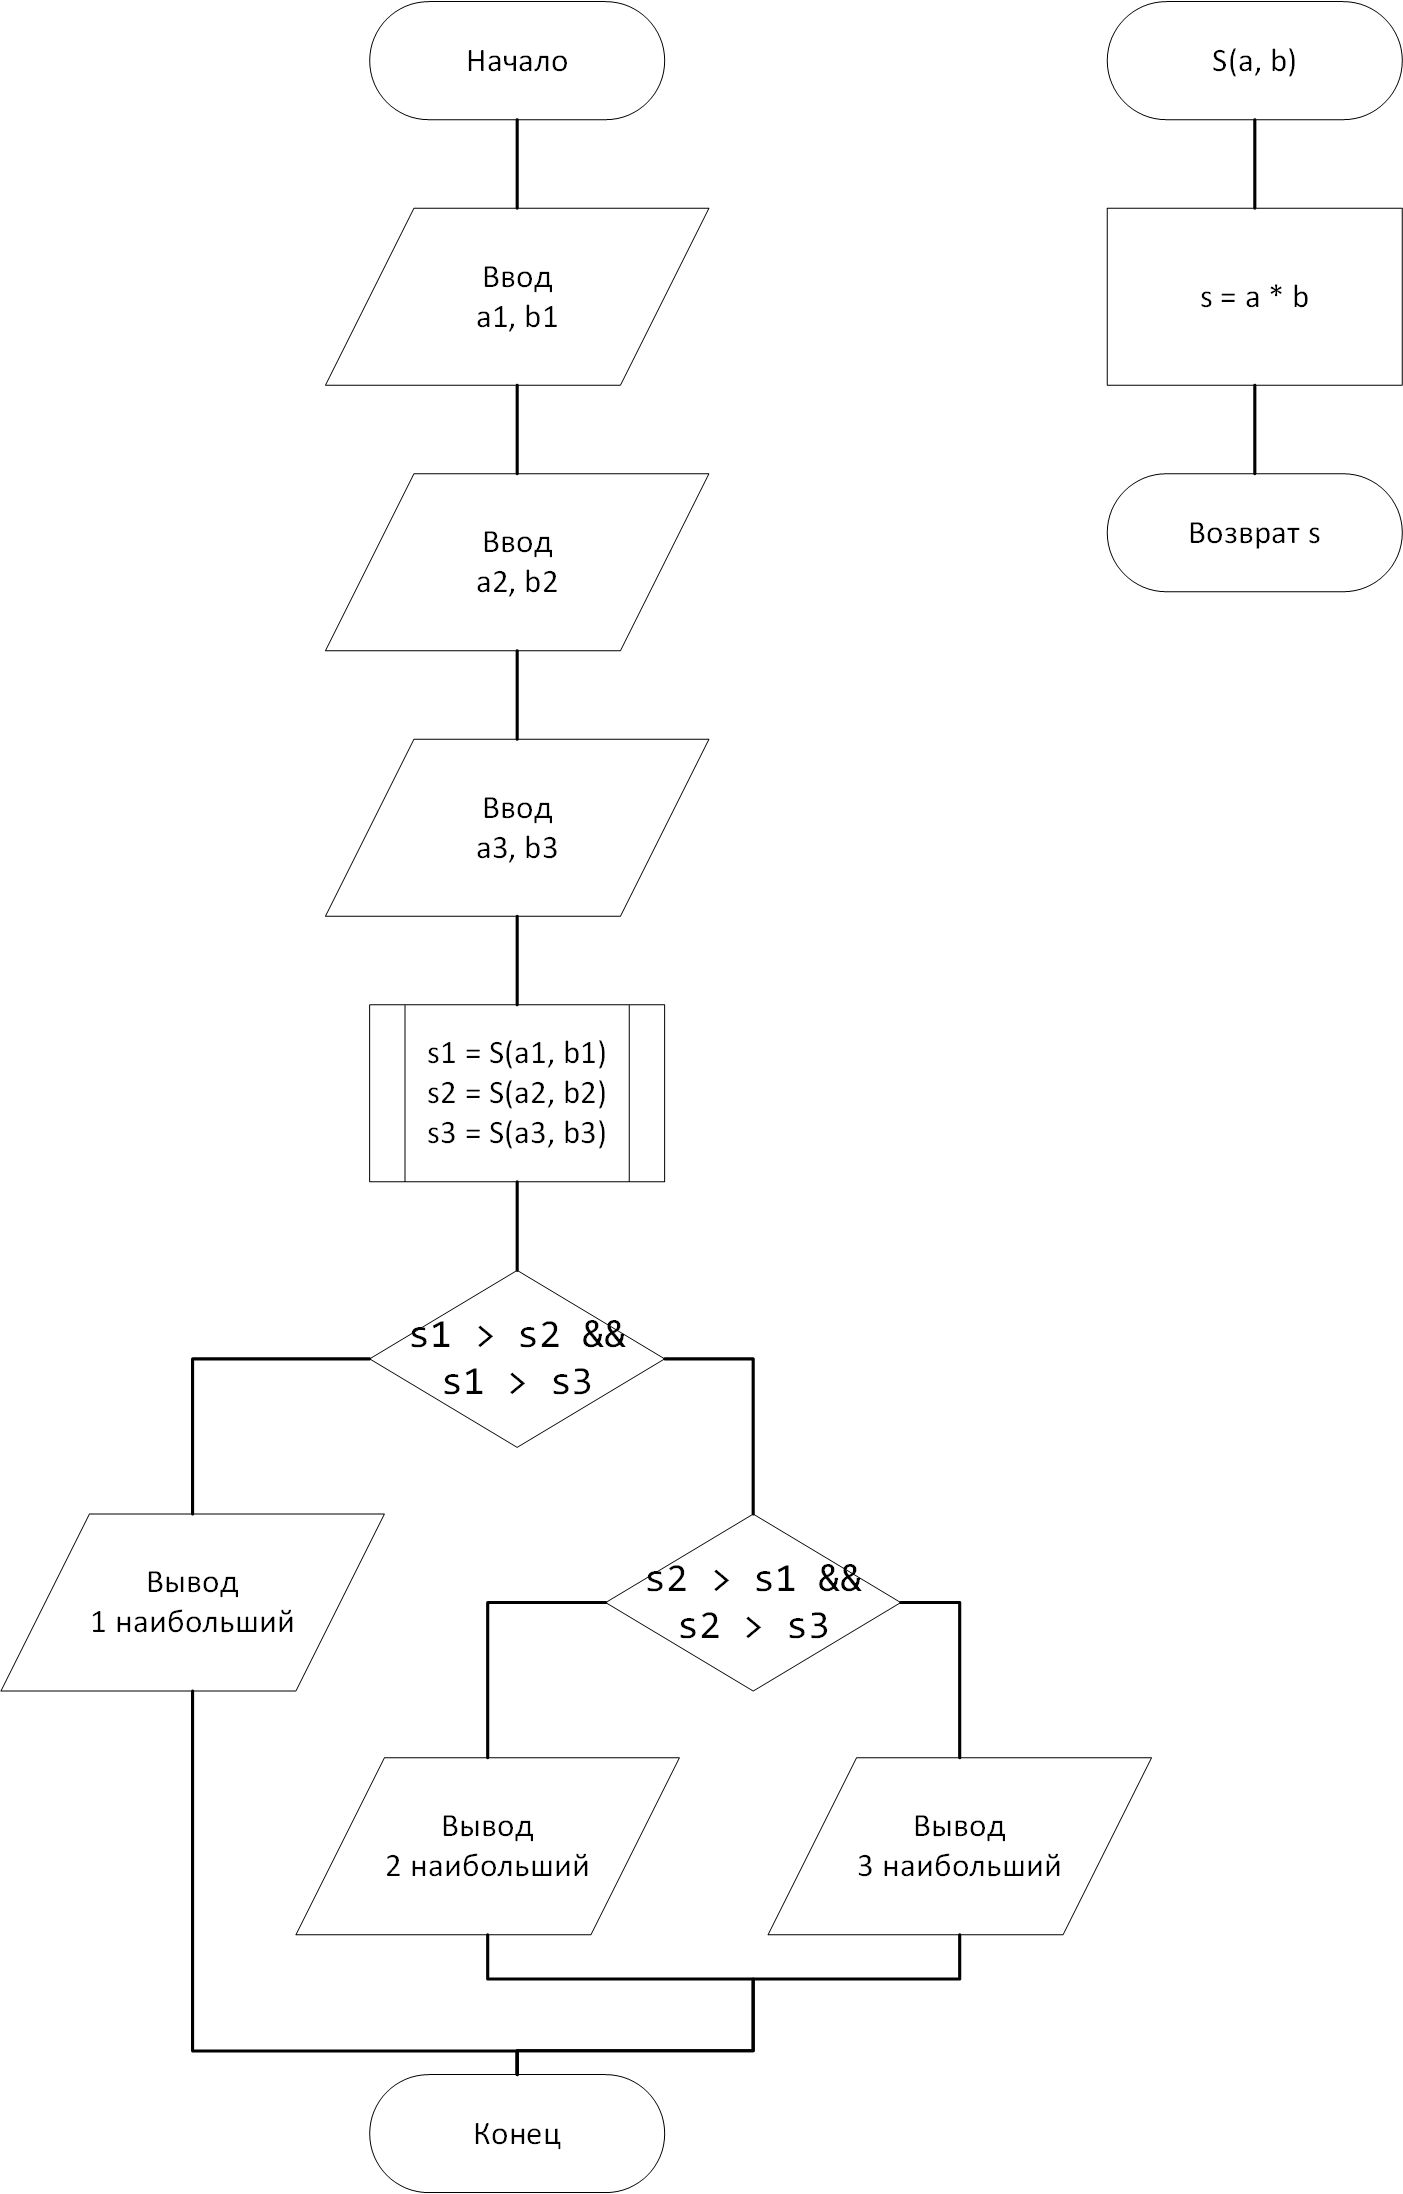 Начало
Ввод
a1, b1
Ввод
a2, b2
Ввод
a3, b3
s1 = S(a1, b1)
s2 = S(a2, b2)
s3 = S(a3, b3)
s1 > s2 &&
s1 > s3
Вывод
1 наибольший
s2 > s1 &&
s2 > s3
Вывод
2 наибольший
Вывод
3 наибольший
Конец
S(a, b)
s = a * b
Возврат s